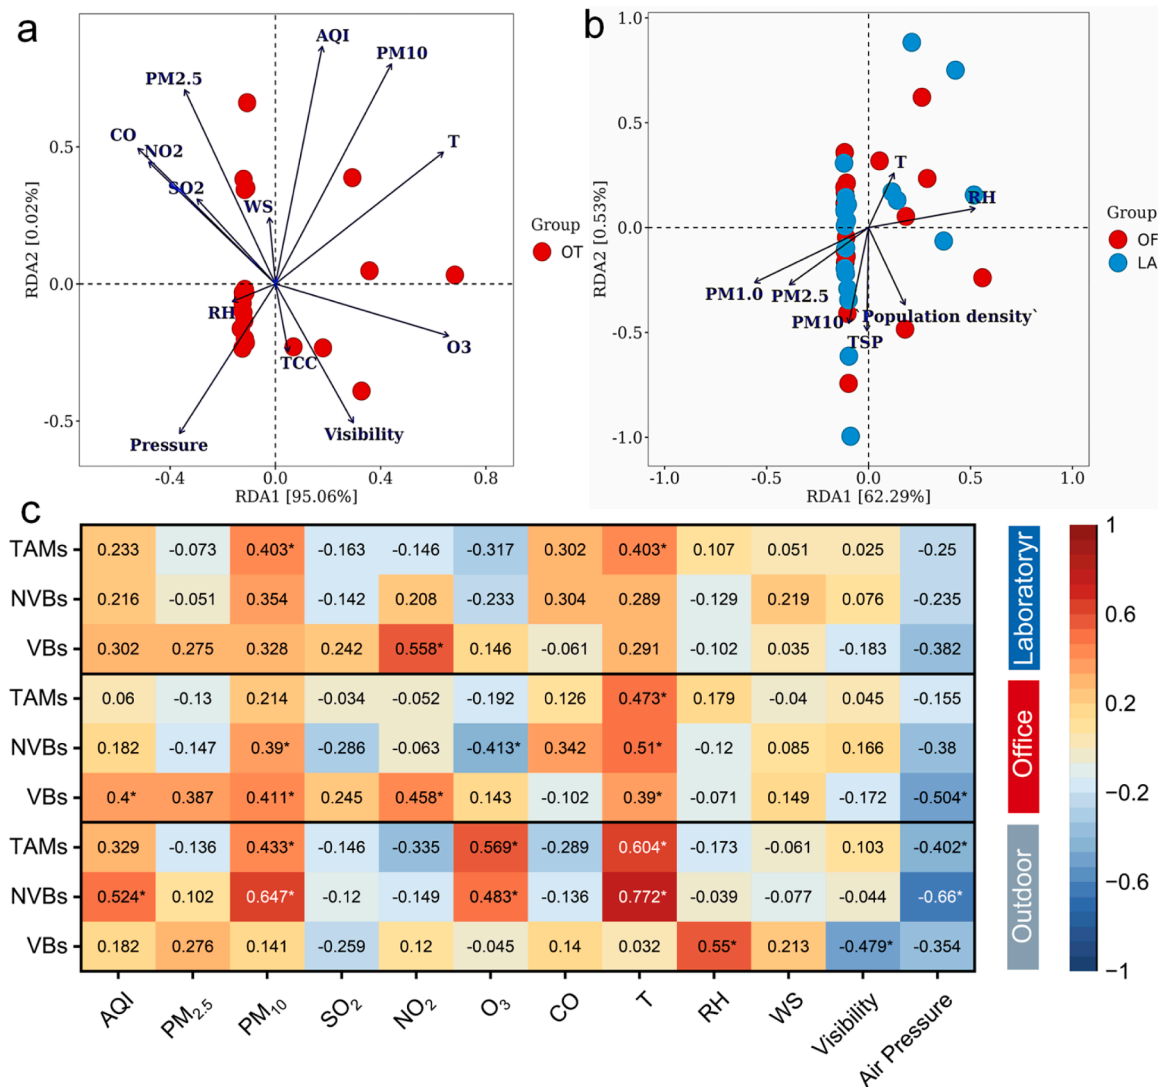 a
AQI
PM10
PM2.5
CO
NO2
T
SO2
WS
RH
O3
TCC
Pressure
Visibility
0.5
0.0
-0.5
-0.4
0.0
0.4
0.8
RDA2 [0.02%]
RDA1 [95.06%]
Group
OT
b
1.0
0.5
0.0
-0.5
-1.0
T
RH
PM1.0
PM2.5
PM10
Population density`
TSP
-1.0
-0.5
0.0
0.5
1.0
RDA2 [0.53%]
RDA1 [62.29%]
Group
OF
LA
c
TAMs 0.233 -0.073 0.403* -0.163 -0.146 -0.317 0.302 0.403* 0.107 0.051 0.025 -0.25
NVBs 0.216 -0.051 0.354 -0.142 0.208 -0.233 0.304 0.289 -0.129 0.219 0.076 -0.235
VBs 0.302 0.275 0.328 0.242 0.558* 0.146 -0.061 0.291 -0.102 0.035 -0.183 -0.382
TAMs 0.06 -0.13 0.214 -0.034 -0.052 -0.192 0.126 0.473* 0.179 -0.04 0.045 -0.155
NVBs 0.182 -0.147 0.39* -0.286 -0.063 -0.413* 0.342 0.51* -0.12 0.085 0.166 -0.38
VBs 0.4* 0.387 0.411* 0.245 0.458* 0.143 -0.102 0.39* -0.071 0.149 -0.172 -0.504*
TAMs 0.329 -0.136 0.433* -0.146 -0.335 0.569* -0.289 0.604* -0.173 -0.061 0.103 -0.402*
NVBs 0.524* 0.102 0.647* -0.12 -0.149 0.483* -0.136 0.772* -0.039 -0.077 -0.044 -0.66*
VBs 0.182 0.276 0.141 -0.259 0.12 -0.045 0.14 0.032 0.55* 0.213 -0.479* -0.354
AQI PM₂.₅ PM₁₀ SO₂ NO₂ O₃ CO T RH WS Visibility Air Pressure
Laboratoryr
Office
Outdoor
1
0.6
0.2
−0.2
−0.6
−1